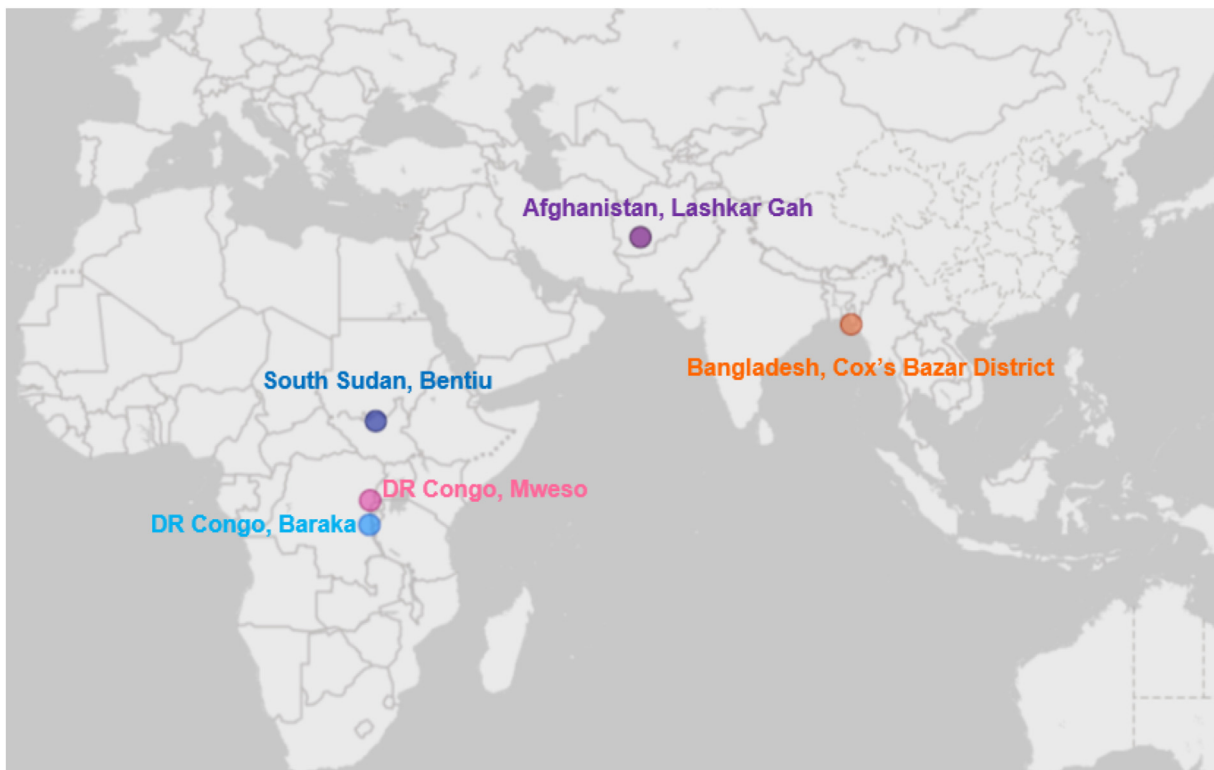 Afghanistan, Lashkar Gah
Bangladesh, Cox's Bazar District
South Sudan, Bentiu
DR Congo, Mweso
DR Congo, Baraka